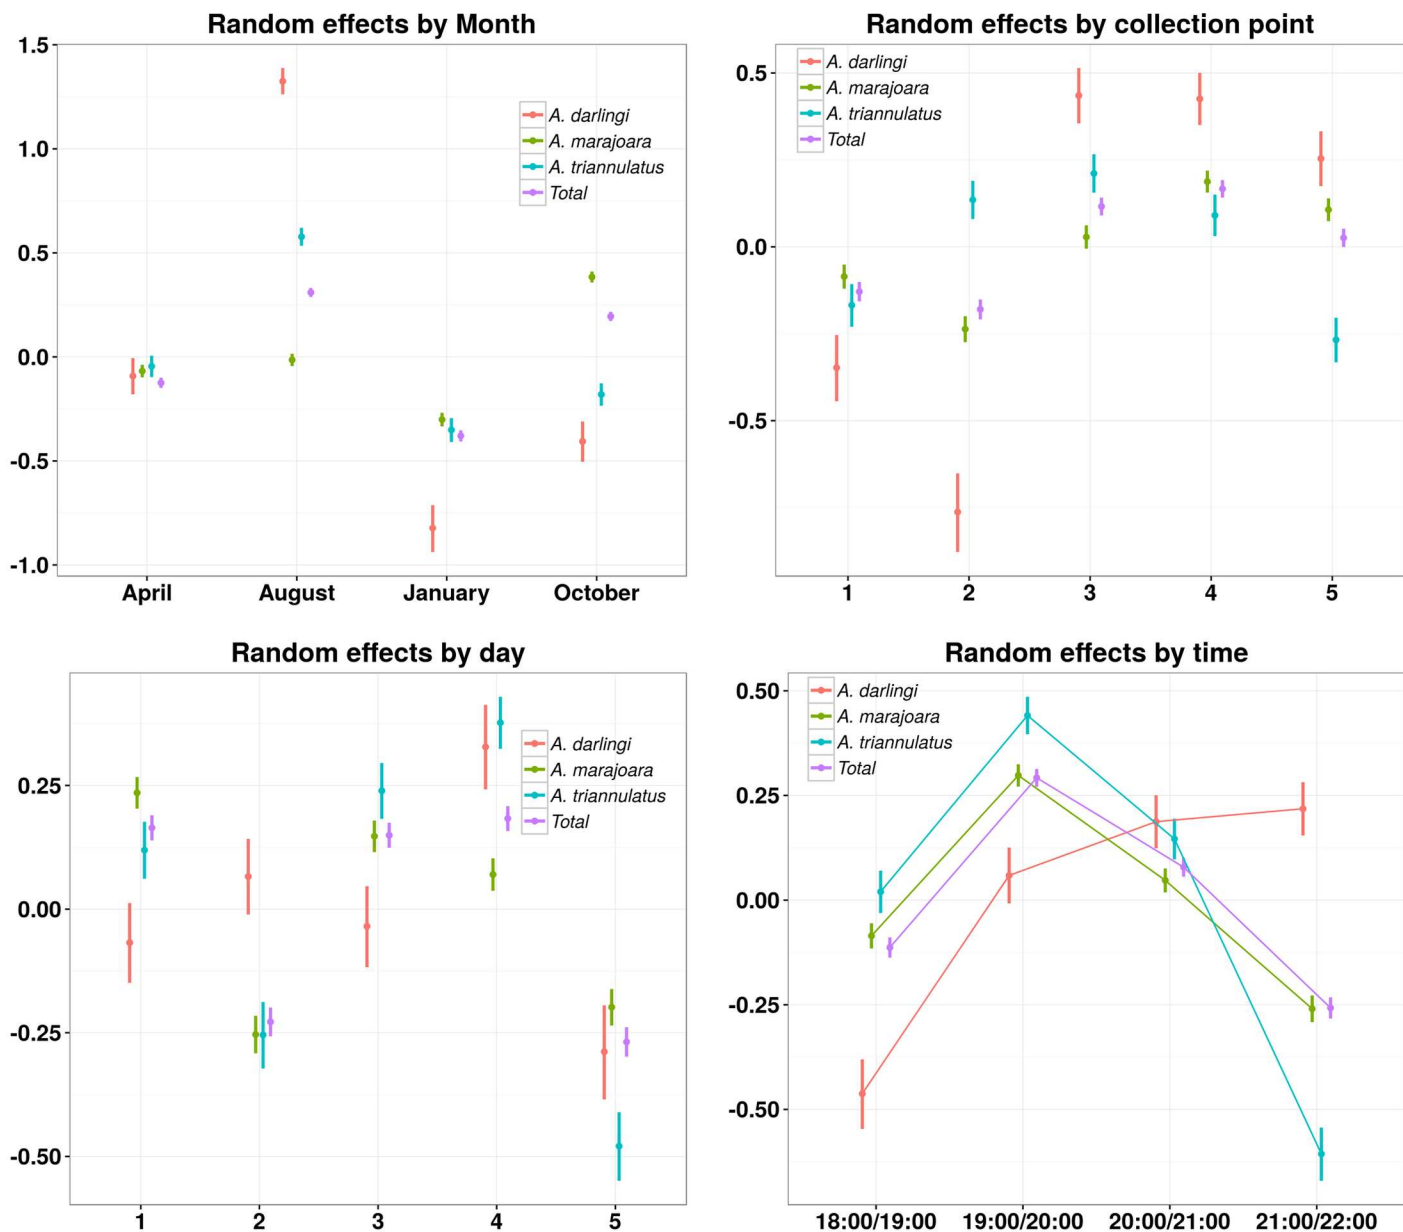 Random effects by Month
1.5
1.0
0.5
0.0
-0.5
-1.0
A. darlingi
A. marajoara
A. triannulatus
Total
April August January October
Random effects by collection point
0.5
0.0
-0.5
A. darlingi
A. marajoara
A. triannulatus
Total
1 2 3 4 5
Random effects by day
0.25
0.00
-0.25
-0.50
A. darlingi
A. marajoara
A. triannulatus
Total
1 2 3 4 5
Random effects by time
0.50
0.25
0.00
-0.25
-0.50
A. darlingi
A. marajoara
A. triannulatus
Total
18:00/19:00 19:00/20:00 20:00/21:00 21:00/22:00